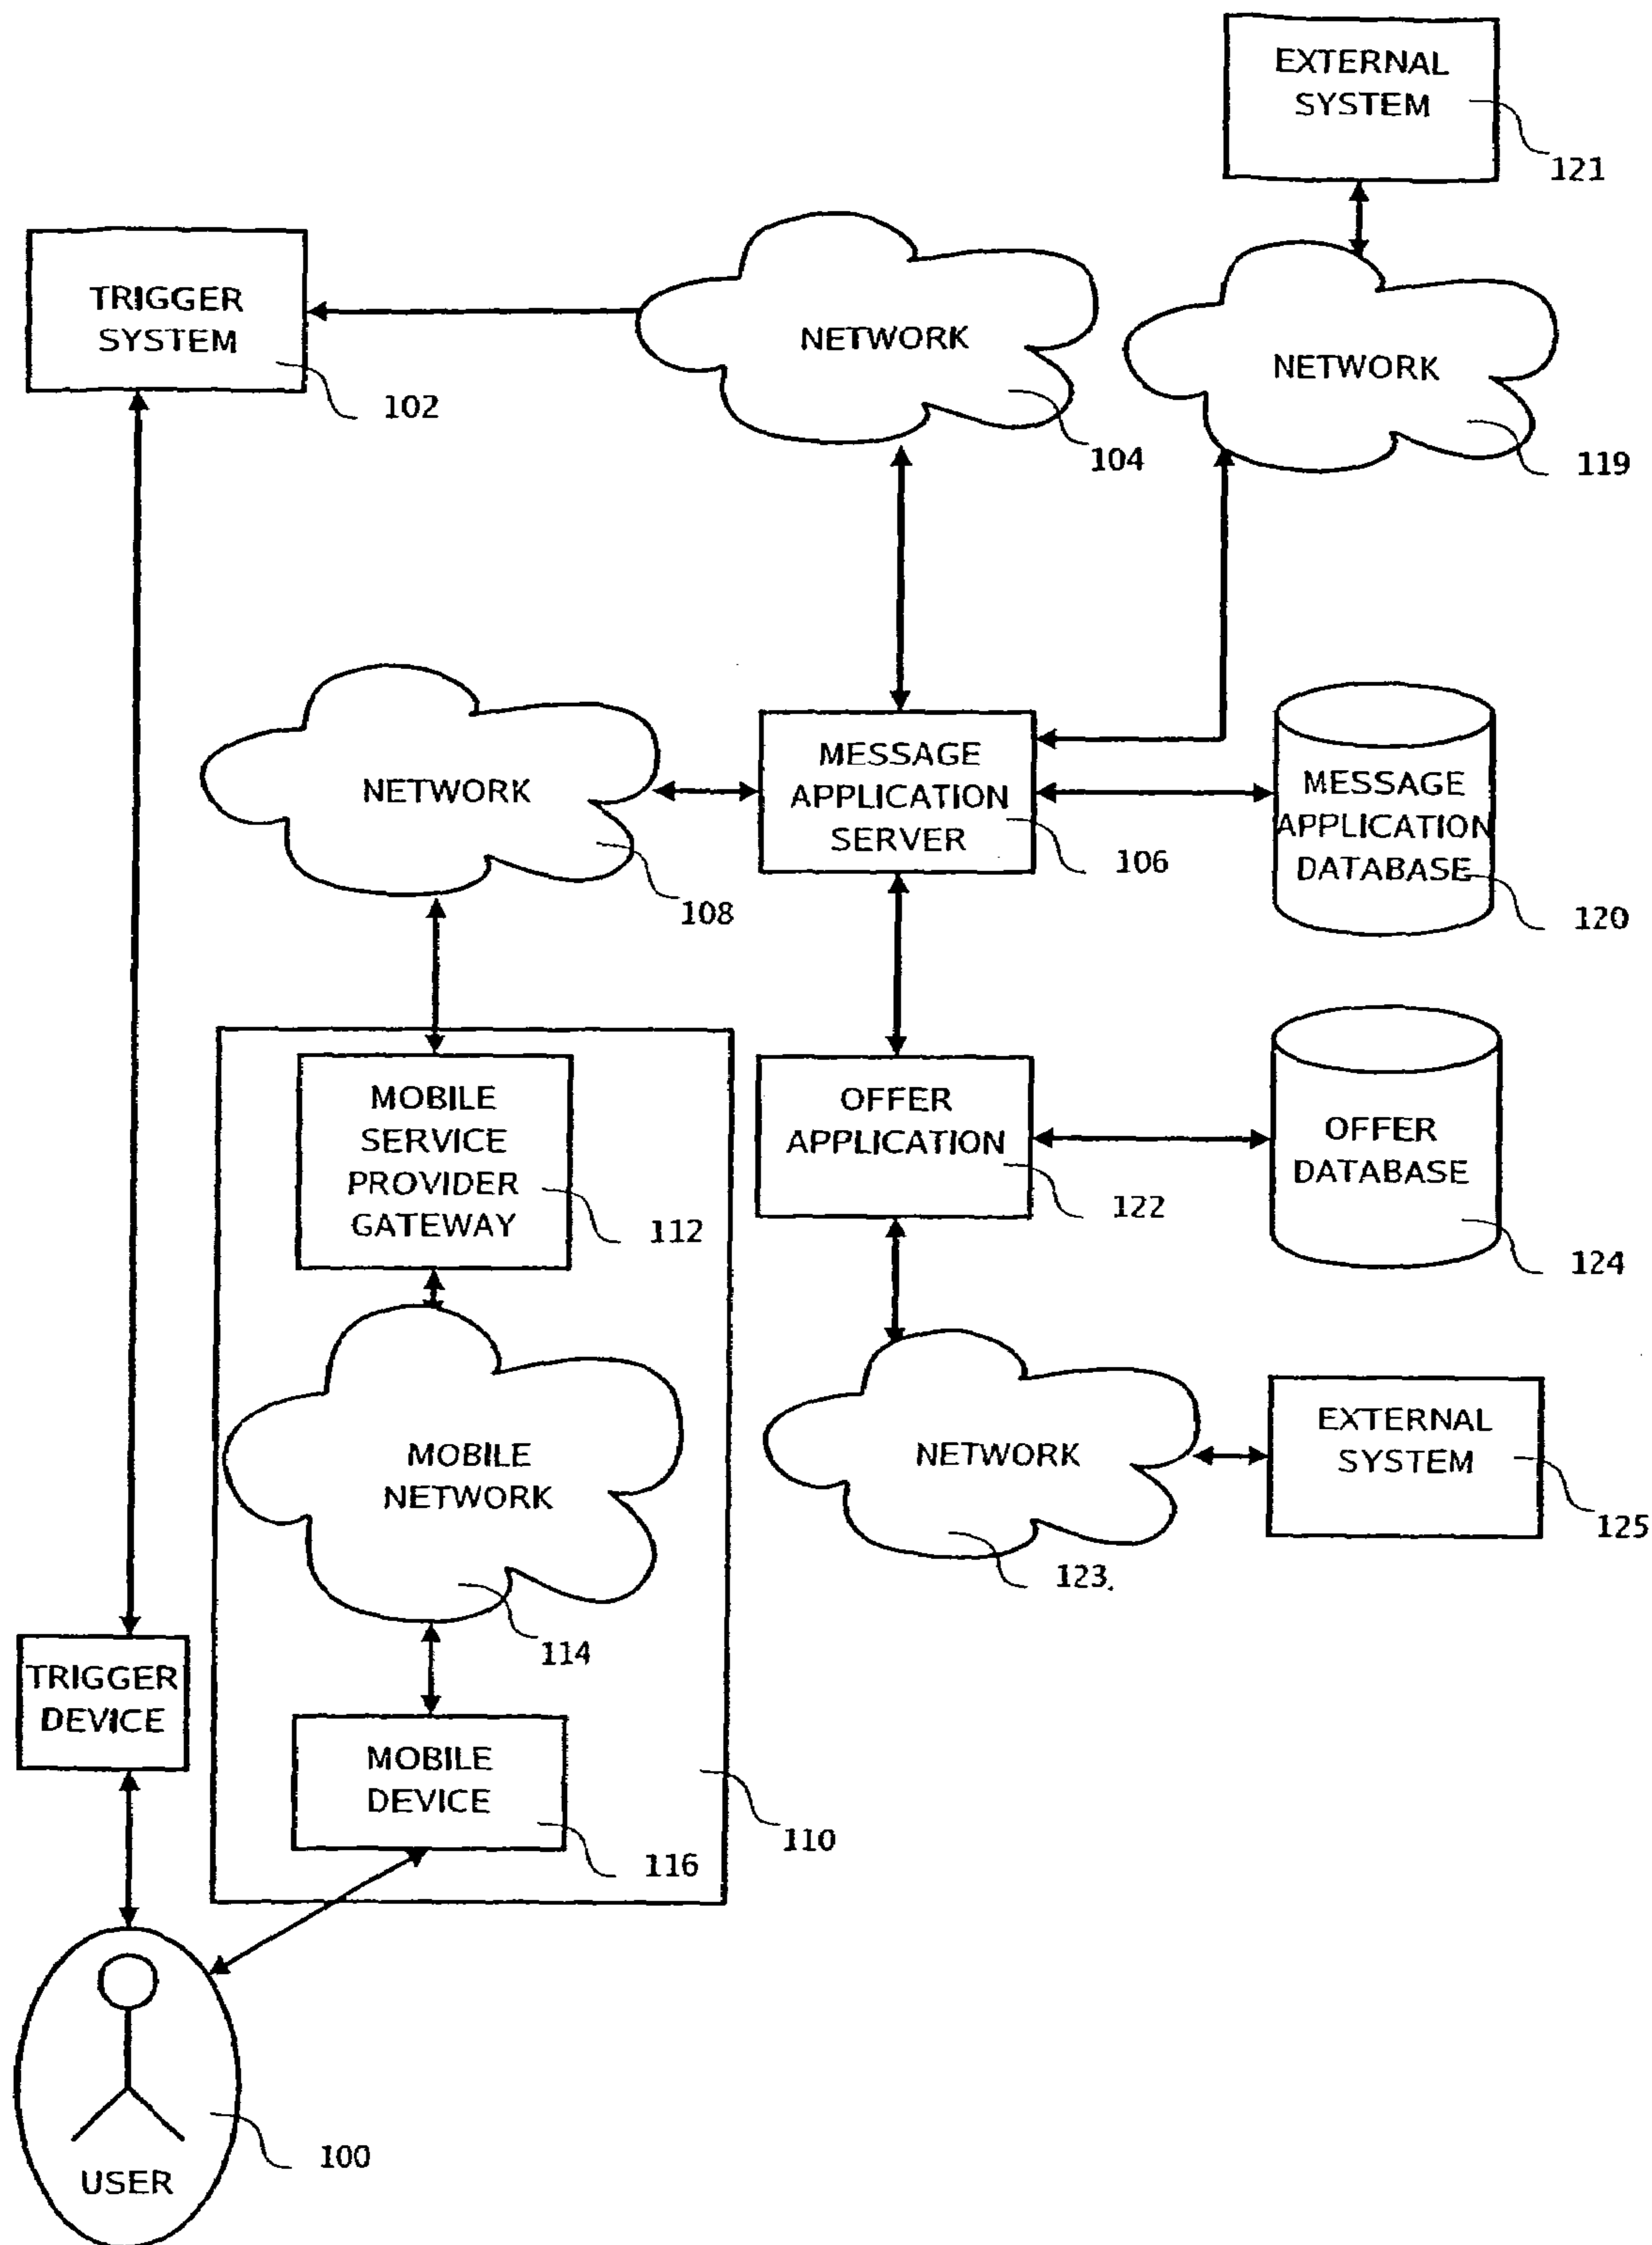 EXTERNAL
SYSTEM
121
TRIGGER
SYSTEM
102
NETWORK
104
NETWORK
119
NETWORK
108
MESSAGE
APPLICATION
SERVER
106
MESSAGE
APPLICATION
DATABASE
120
MOBILE
SERVICE
PROVIDER
GATEWAY
112
OFFER
APPLICATION
122
OFFER
DATABASE
124
MOBILE
NETWORK
114
NETWORK
123
EXTERNAL
SYSTEM
125
TRIGGER
DEVICE
MOBILE
DEVICE
116
110
USER
100